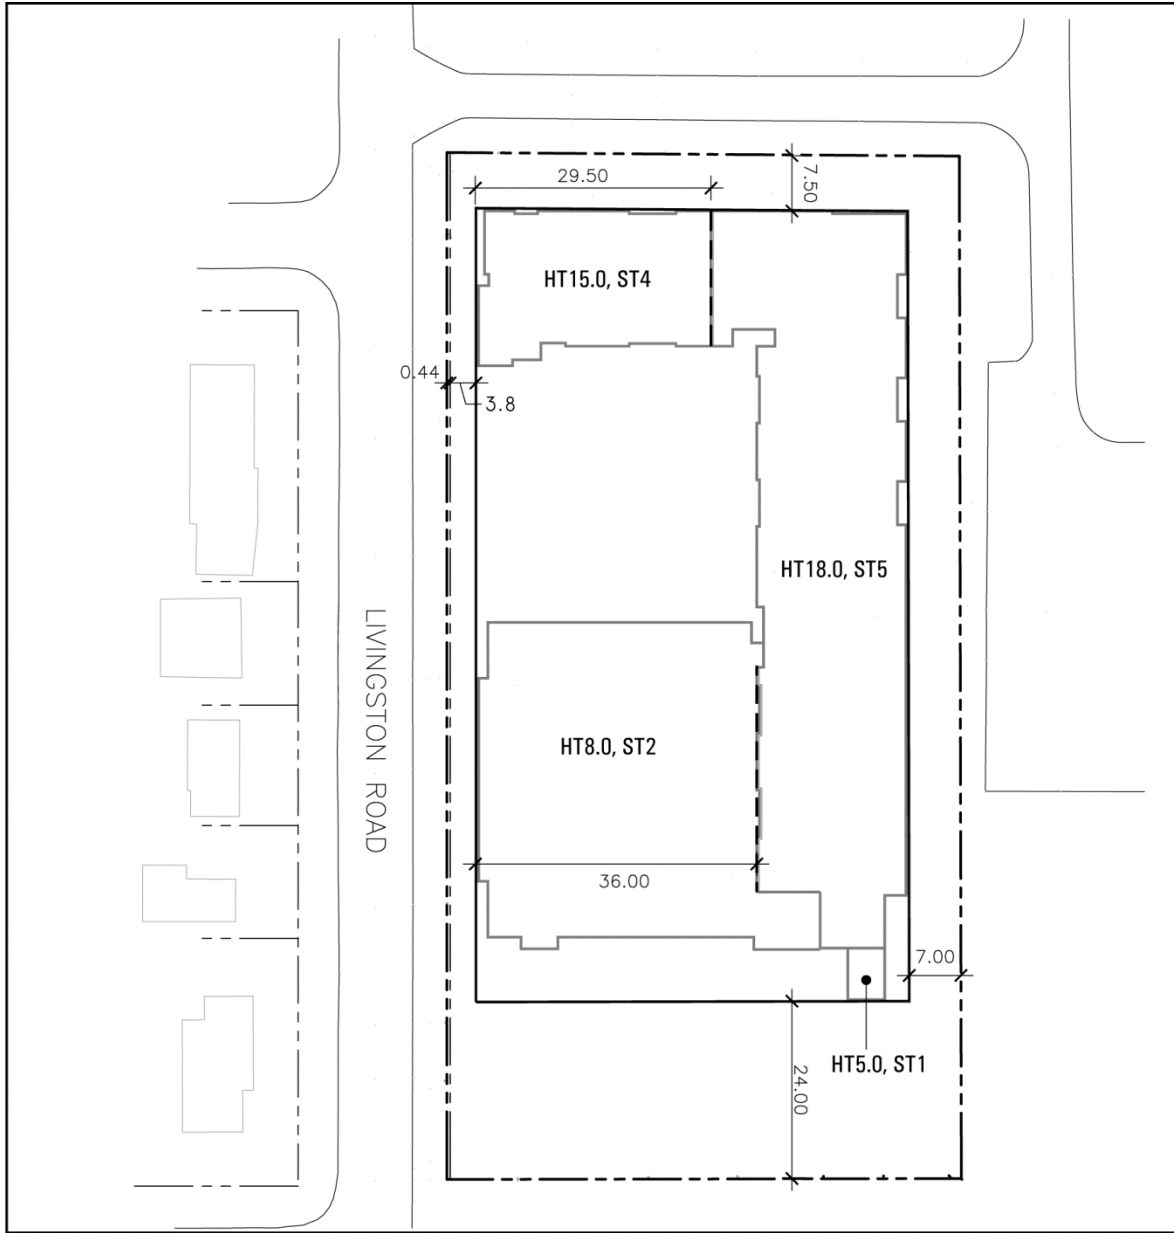 29.50
7.50
HT15.0, ST4
0.44
3.8
HT18.0, ST5
LIVINGSTON ROAD
HT8.0, ST2
36.00
7.00
HT5.0, ST1
24.00